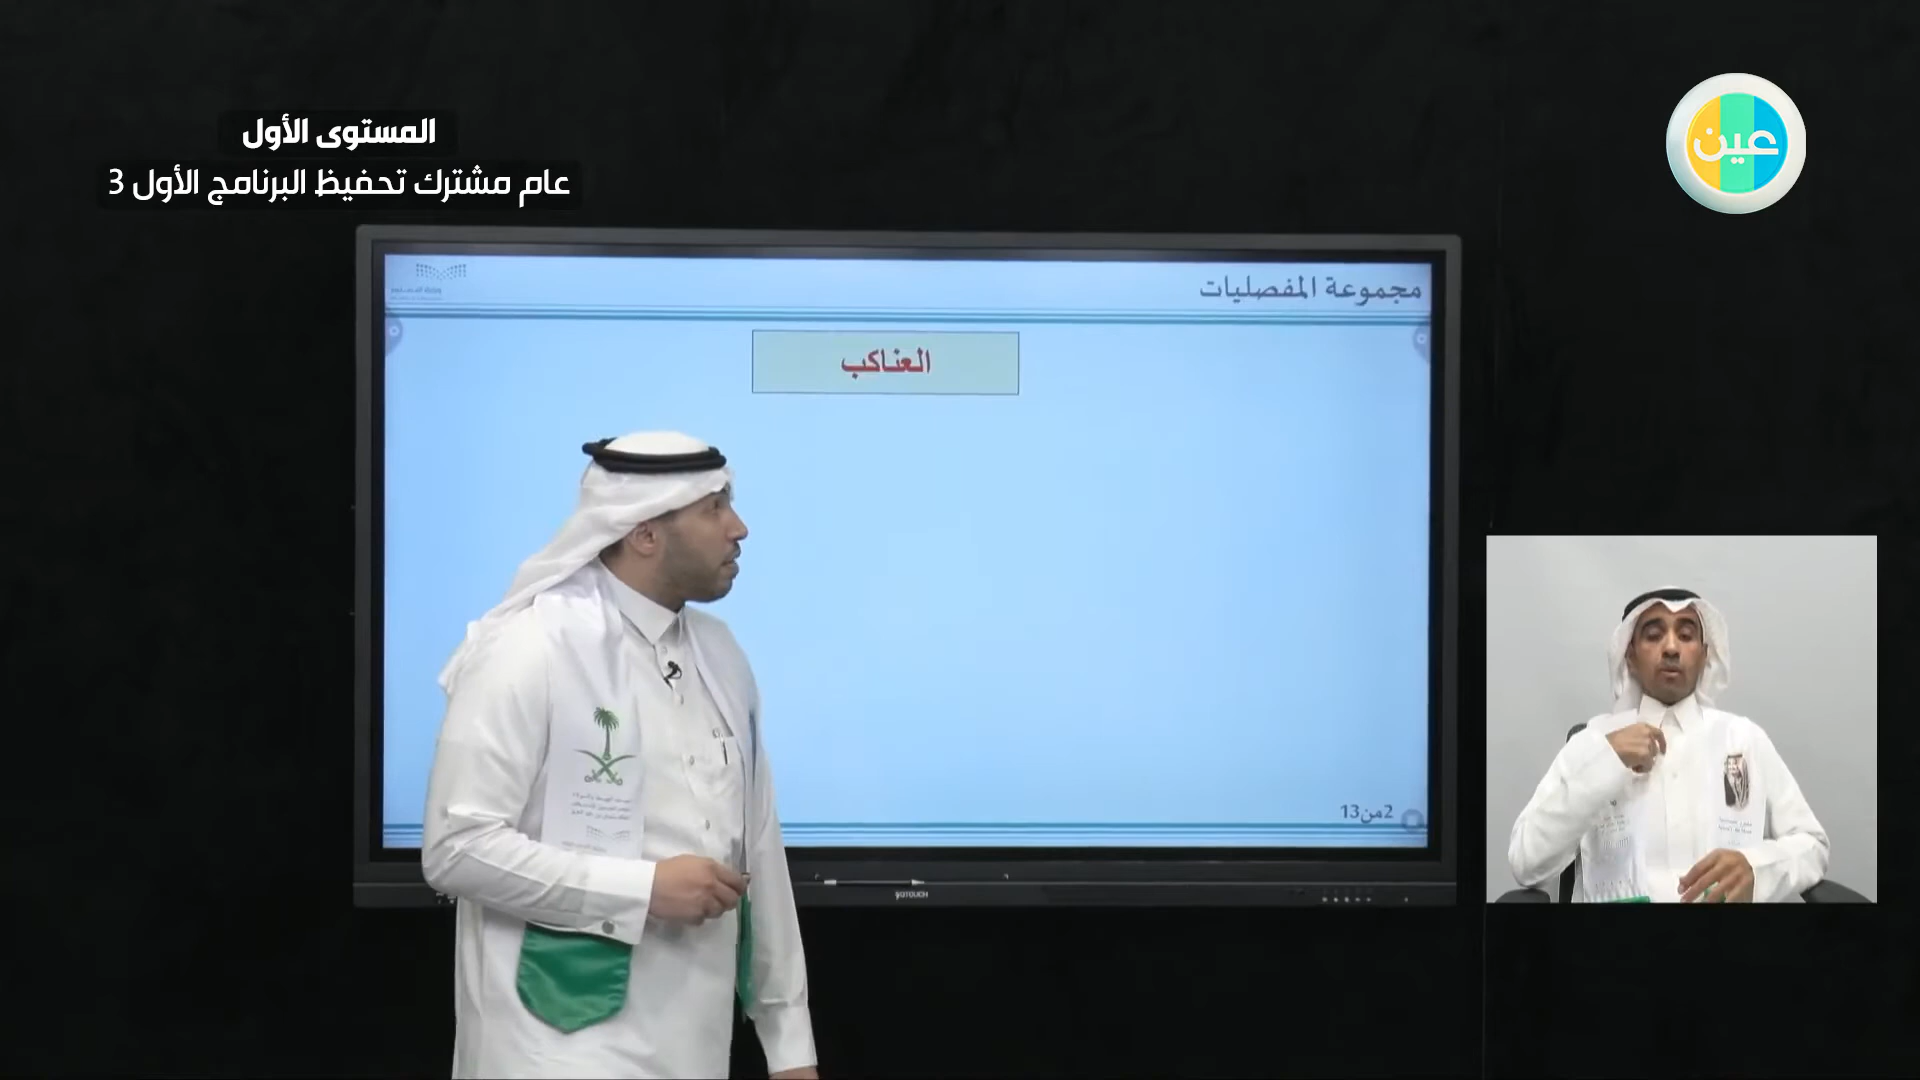 المستوى الأول
عام مشترك تحفيظ البرنامج الأول 3
عين
مجموعة المفصليات
العناكب
2من13